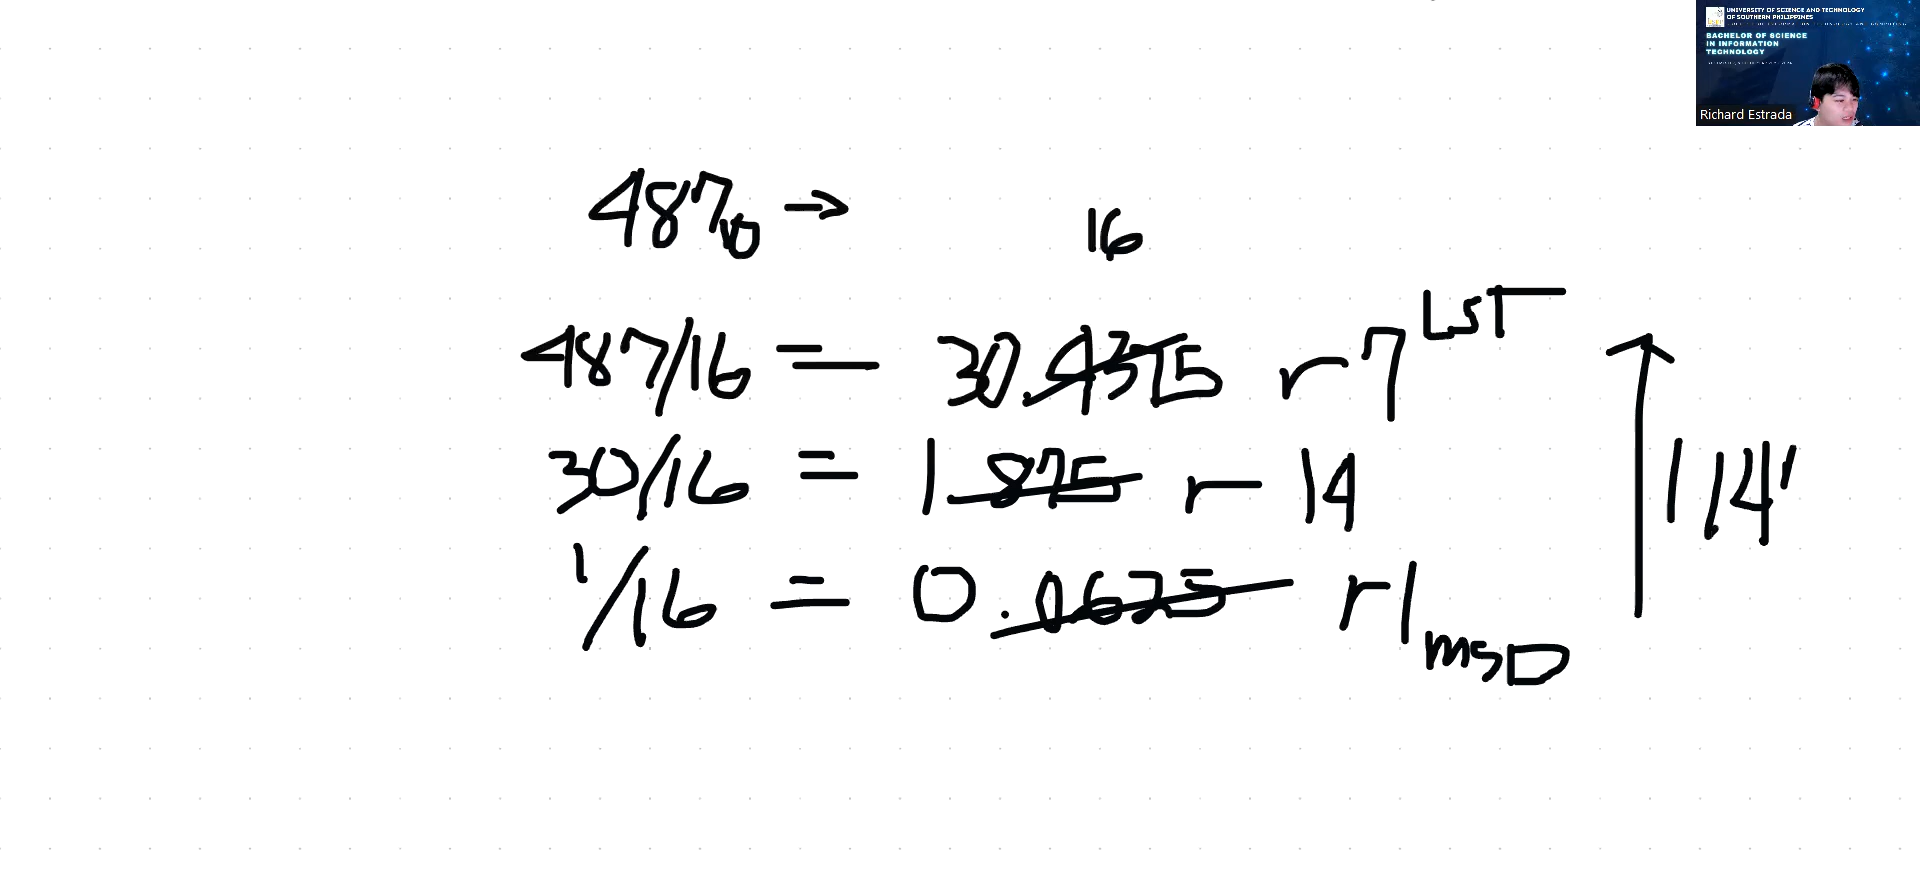 487₁₀ →
16
487/16 = 30.4375 r 7 LST
30/16 = 1.875 r 14
1/16 = 0.0625 r 1 MSD
1 14
UNIVERSITY OF SCIENCE AND TECHNOLOGY
OF SOUTHERN PHILIPPINES
BACHELOR OF SCIENCE
IN INFORMATION
TECHNOLOGY
Richard Estrada